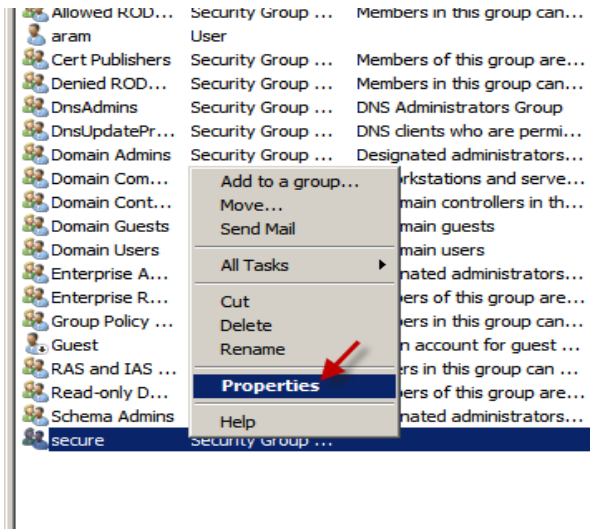 Allowed ROD... Security Group ... Members in this group can...
aram User
Cert Publishers Security Group ... Members of this group are...
Denied ROD... Security Group ... Members in this group can...
DnsAdmins Security Group ... DNS Administrators Group
DnsUpdatePr... Security Group ... DNS clients who are permi...
Domain Admins Security Group ... Designated administrators...
Domain Com... rkstations and serve...
Domain Cont... main controllers in th...
Domain Guests main guests
Domain Users main users
Enterprise A... nated administrators...
Enterprise R... bers of this group are...
Group Policy ... bers in this group can...
Guest n account for guest ...
RAS and IAS ... ers in this group can ...
Read-only D... bers of this group are...
Schema Admins nated administrators...
secure Security Group ...
Add to a group...
Move...
Send Mail
All Tasks
Cut
Delete
Rename
Properties
Help